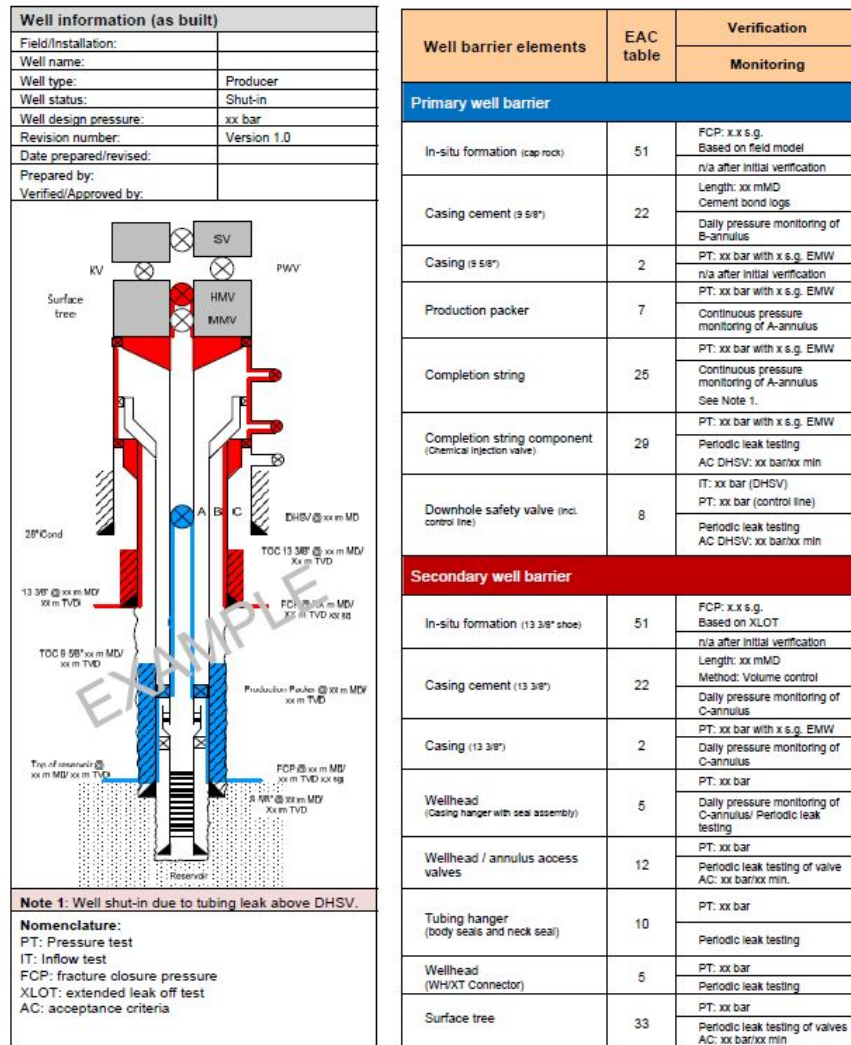 Well information (as built)
Field/Installation:
Well name:
Well type: Producer
Well status: Shut-in
Well design pressure: xx bar
Revision number: Version 1.0
Date prepared/revised:
Prepared by:
Verified/Approved by:
SV
KV
PWV
Surface
tree
HMV
MMV
A B C
DHSV @ xx m MD
TOC 13 3/8" @ xx m MD/
xx m TVD
13 3/8" @ xx m MD/
xx m TVD
FCP @ xx m MD/
TOC 9 5/8" xx m MD/
xx m TVD
EXAMPLE
Production Packer @ xx m MD/
xx m TVD
Top of reservoir @
xx m MD/ xx m TVD
FCP @ xx m MD/
9 5/8" @ xx m MD/
Xx m TVD
Reservoir
Note 1: Well shut-in due to tubing leak above DHSV.
Nomenclature:
PT: Pressure test
IT: Inflow test
FCP: fracture closure pressure
XLOT: extended leak off test
AC: acceptance criteria
Well barrier elements
EAC
table
Verification
Monitoring
Primary well barrier
In-situ formation (cap rock)
51
FCP: x.x s.g.
Based on field model
n/a after initial verification
Casing cement (9 5/8")
22
Length: xx mMD
Cement bond logs
Daily pressure monitoring of
B-annulus
Casing (9 5/8")
2
PT: xx bar with x s.g. EMW
n/a after initial verification
Production packer
7
PT: xx bar with x s.g. EMW
Continuous pressure
monitoring of A-annulus
Completion string
25
PT: xx bar with x s.g. EMW
Continuous pressure
monitoring of A-annulus
See Note 1.
Completion string component
(Chemical injection valve)
29
PT: xx bar with x s.g. EMW
Periodic leak testing
AC DHSV: xx bar/xx min
Downhole safety valve (incl.
control line)
8
IT: xx bar (DHSV)
PT: xx bar (control line)
Periodic leak testing
AC DHSV: xx bar/xx min
Secondary well barrier
In-situ formation (13 3/8" shoe)
51
FCP: x.x s.g.
Based on XLOT
n/a after initial verification
Casing cement (13 3/8")
22
Length: xx mMD
Method: Volume control
Daily pressure monitoring of
C-annulus
Casing (13 3/8")
2
PT: xx bar with x s.g. EMW
Daily pressure monitoring of
C-annulus
Wellhead
(Casing hanger with seal assembly)
5
PT: xx bar
Daily pressure monitoring of
C-annulus/ Periodic leak
testing
Wellhead / annulus access
valves
12
PT: xx bar
Periodic leak testing of valve
AC: xx bar/xx min.
Tubing hanger
(body seals and neck seal)
10
PT: xx bar
Periodic leak testing
Wellhead
(WH/XT Connector)
5
PT: xx bar
Periodic leak testing
Surface tree
33
PT: xx bar
Periodic leak testing of valves
AC: xx bar/xx min